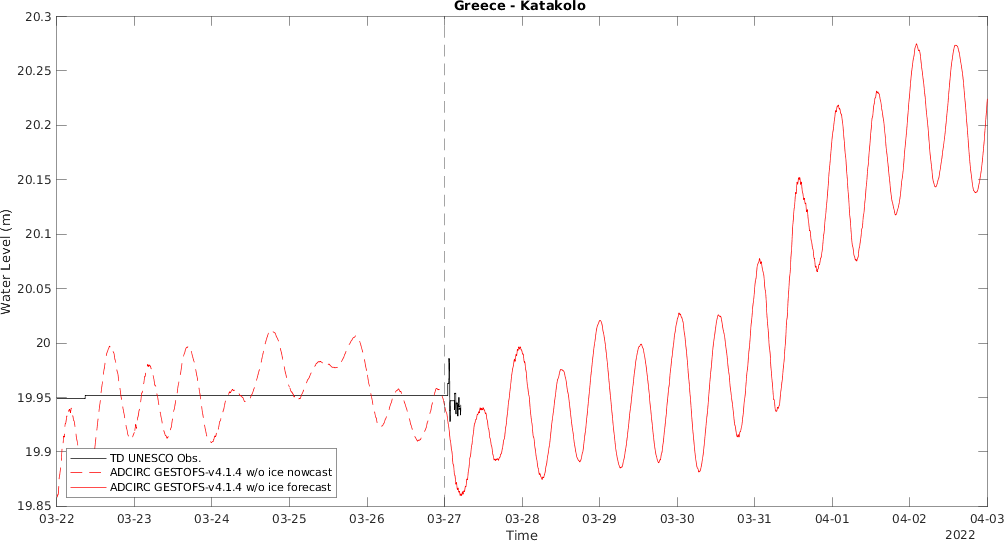 Greece - Katakolo
20.3
20.25
20.2
20.15
20.1
20.05
20
19.95
19.9
19.85
Water Level (m)
TD UNESCO Obs.
ADCIRC GESTOFS-v4.1.4 w/o ice nowcast
ADCIRC GESTOFS-v4.1.4 w/o ice forecast
03-22 03-23 03-24 03-25 03-26 03-27 03-28 03-29 03-30 03-31 04-01 04-02 04-03
Time
2022